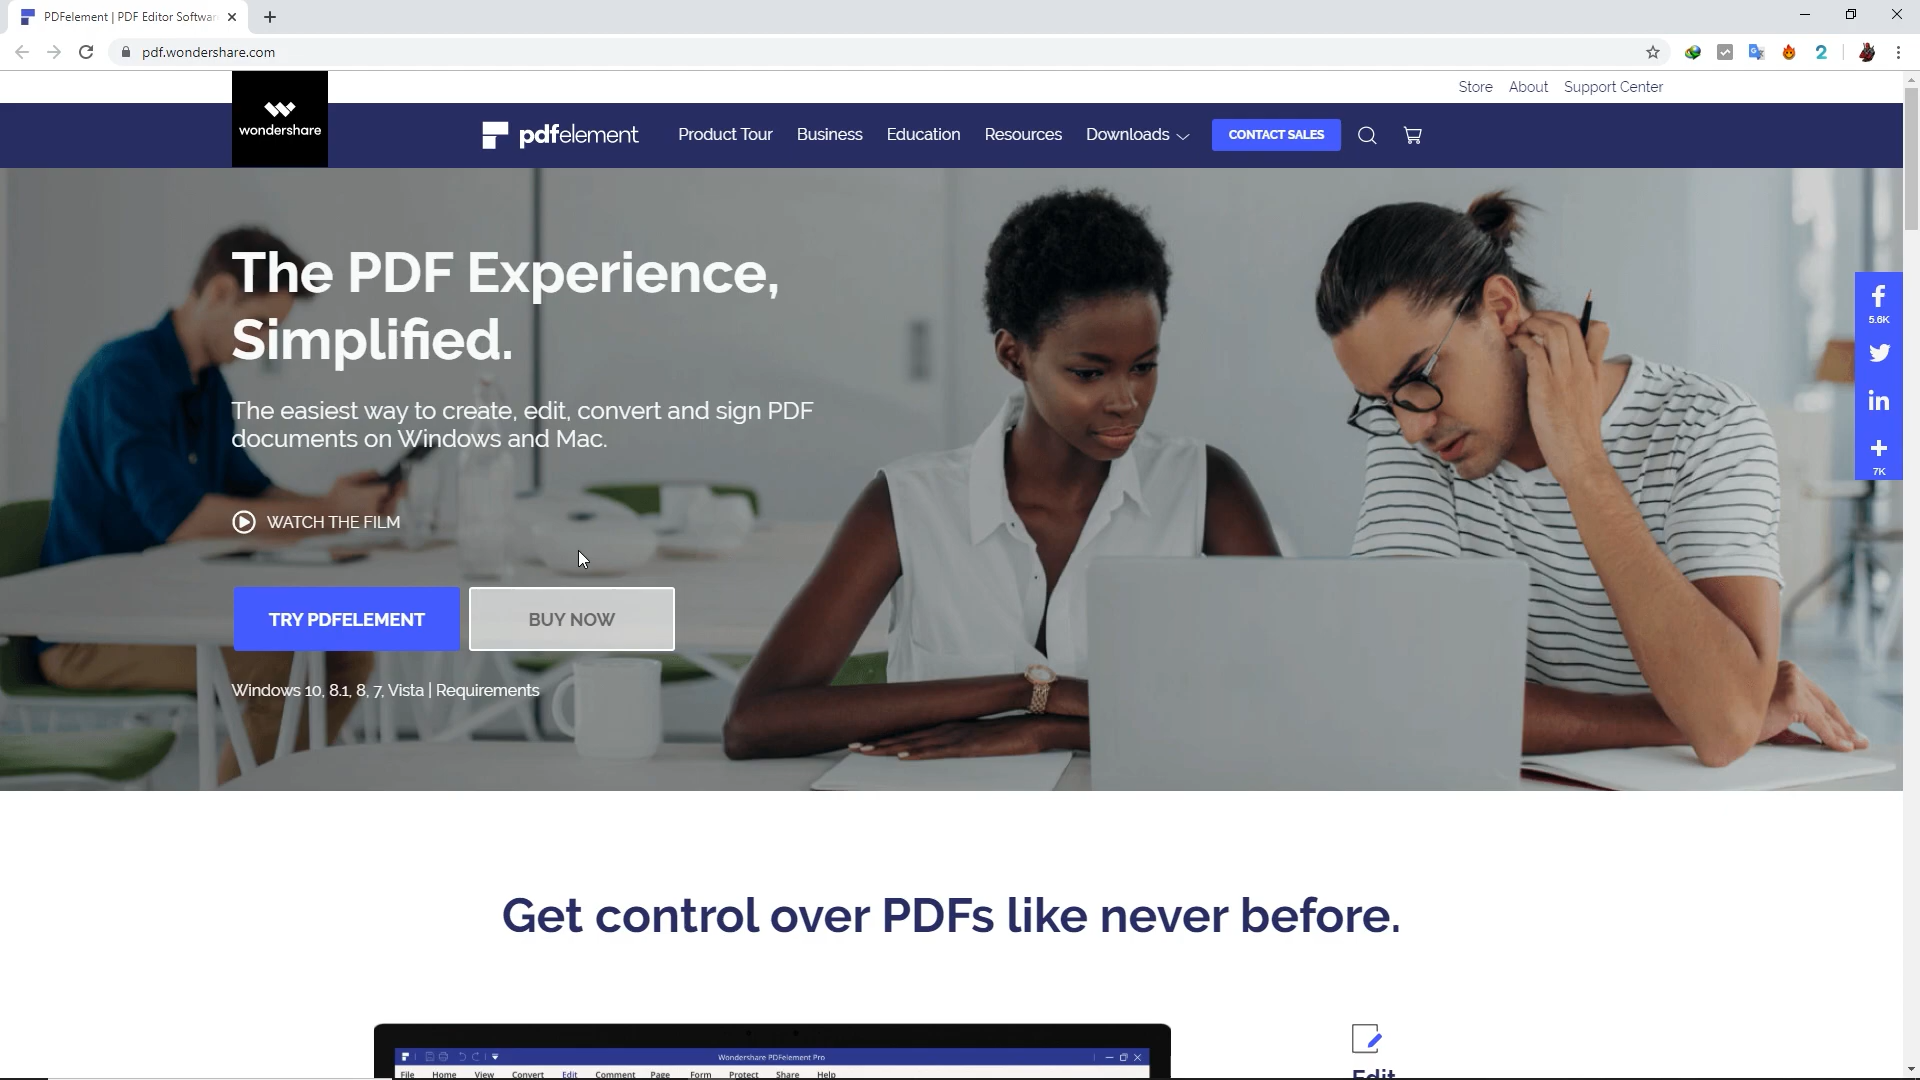 PDFelement | PDF Editor Softwar
pdf.wondershare.com
2
Store About Support Center
wondershare
pdfelement Product Tour Business Education Resources Downloads CONTACT SALES
The PDF Experience,
Simplified.
The easiest way to create, edit, convert and sign PDF
documents on Windows and Mac.
WATCH THE FILM
TRY PDFELEMENT BUY NOW
Windows 10, 8.1, 8, 7, Vista | Requirements
5.6K
in
7K
Get control over PDFs like never before.
Wondershare PDFelement Pro
File Home View Convert Edit Comment Page Form Protect Share Help
Edit